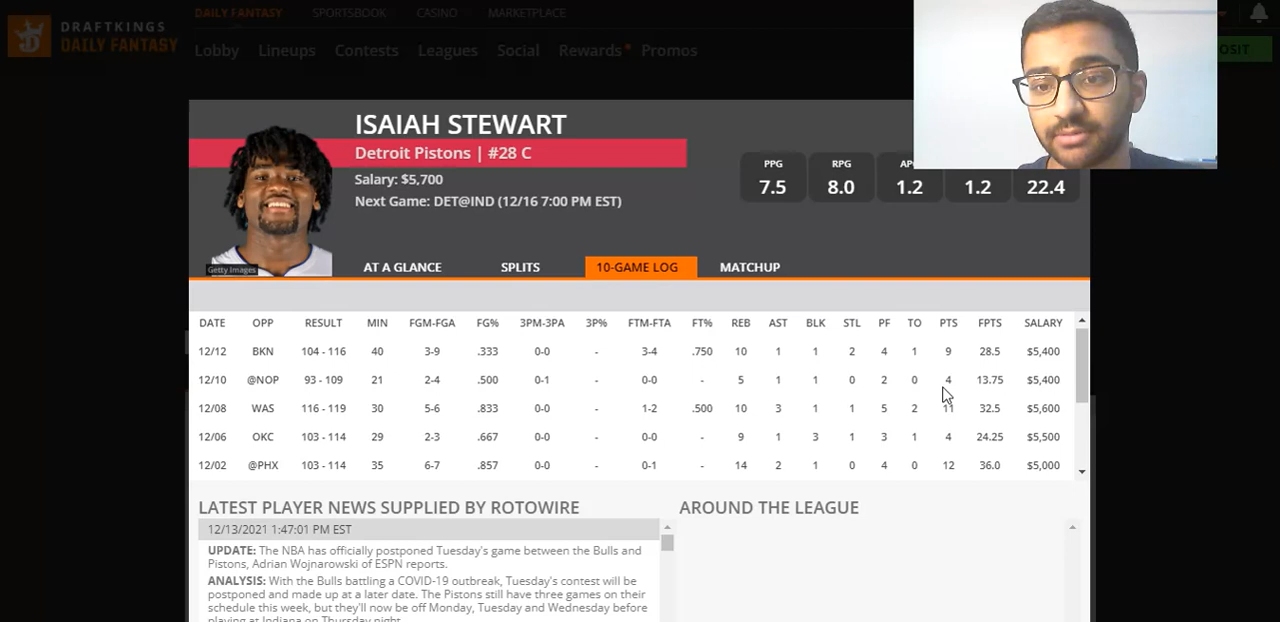 DRAFTKINGS
DAILY FANTASY
DAILY FANTASY SPORTSBOOK CASINO MARKETPLACE
Lobby Lineups Contests Leagues Social Rewards Promos
OSIT
ISAIAH STEWART
Detroit Pistons | #28 C
Salary: $5,700
Next Game: DET@IND (12/16 7:00 PM EST)
PPG RPG AP
7.5 8.0 1.2 1.2 22.4
Getty Images
AT A GLANCE SPLITS 10-GAME LOG MATCHUP
DATE OPP RESULT MIN FGM-FGA FG% 3PM-3PA 3P% FTM-FTA FT% REB AST BLK STL PF TO PTS FPTS SALARY
12/12 BKN 104 - 116 40 3-9 .333 0-0 - 3-4 .750 10 1 1 2 4 1 9 28.5 $5,400
12/10 @NOP 93 - 109 21 2-4 .500 0-1 - 0-0 - 5 1 1 0 2 0 4 13.75 $5,400
12/08 WAS 116 - 119 30 5-6 .833 0-0 - 1-2 .500 10 3 1 1 5 2 11 32.5 $5,600
12/06 OKC 103 - 114 29 2-3 .667 0-0 - 0-0 - 9 1 3 1 3 1 4 24.25 $5,500
12/02 @PHX 103 - 114 35 6-7 .857 0-0 - 0-1 - 14 2 1 0 4 0 12 36.0 $5,000
LATEST PLAYER NEWS SUPPLIED BY ROTOWIRE
12/13/2021 1:47:01 PM EST
UPDATE: The NBA has officially postponed Tuesday's game between the Bulls and
Pistons, Adrian Wojnarowski of ESPN reports.
ANALYSIS: With the Bulls battling a COVID-19 outbreak, Tuesday's contest will be
postponed and made up at a later date. The Pistons still have three games on their
schedule this week, but they'll now be off Monday, Tuesday and Wednesday before
playing at Indiana on Thursday night.
AROUND THE LEAGUE